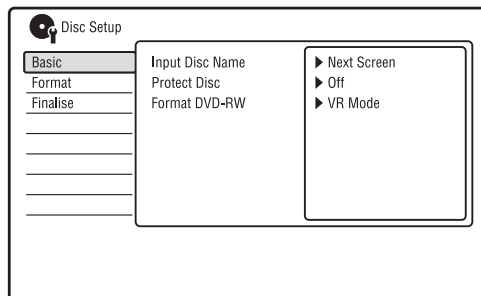 Disc Setup
Basic
Format
Finalise
Input Disc Name
Protect Disc
Format DVD-RW
Next Screen
Off
VR Mode